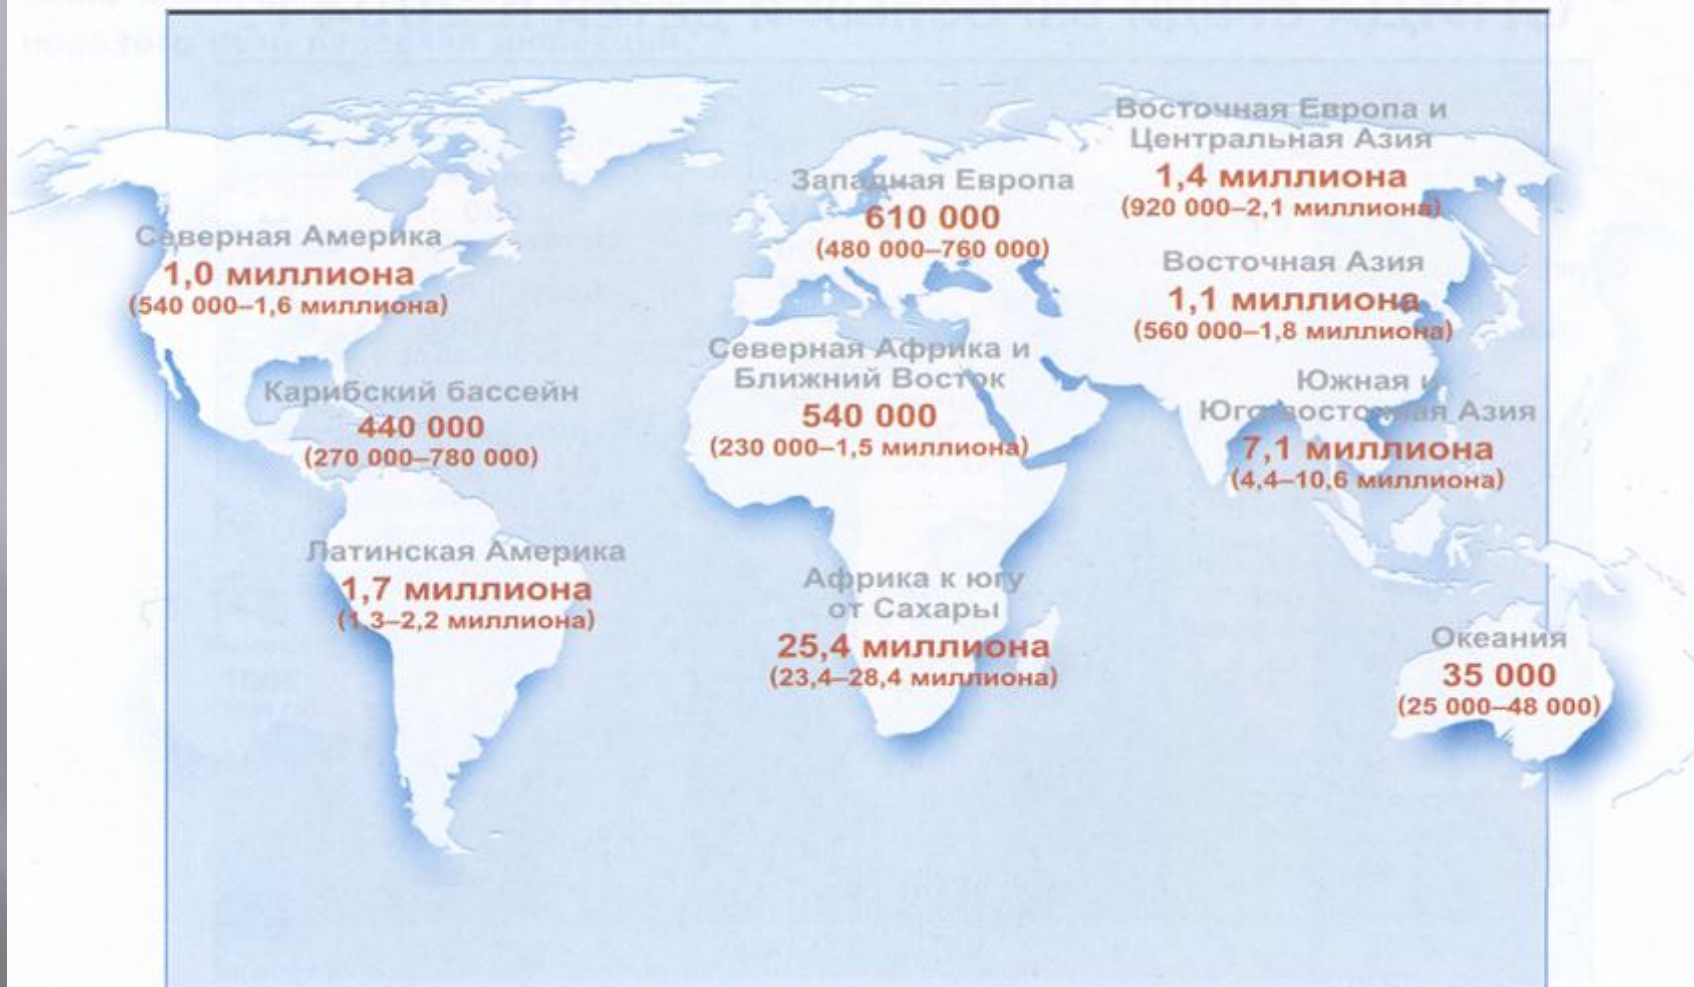 Восточная Европа и
Центральная Азия
1,4 миллиона
(920 000–2,1 миллиона)
Западная Европа
610 000
(480 000–760 000)
Северная Америка
1,0 миллиона
(540 000–1,6 миллиона)
Восточная Азия
1,1 миллиона
(560 000–1,8 миллиона)
Северная Африка и
Ближний Восток
540 000
(230 000–1,5 миллиона)
Карибский бассейн
440 000
(270 000–780 000)
Южная и
Юго-восточная Азия
7,1 миллиона
(4,4–10,6 миллиона)
Латинская Америка
1,7 миллиона
(1,3–2,2 миллиона)
Африка к югу
от Сахары
25,4 миллиона
(23,4–28,4 миллиона)
Океания
35 000
(25 000–48 000)